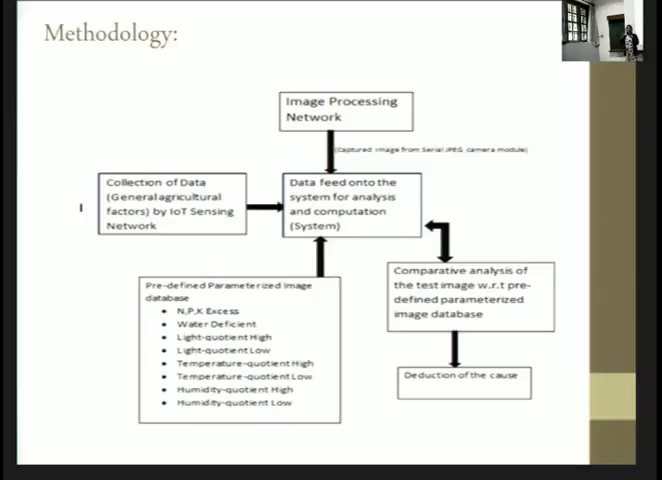 Methodology:
Image Processing
Network
(Captured image from Serial JPEG camera module)
Collection of Data
(General agricultural
factors) by IoT Sensing
Network
Data feed onto the
system for analysis
and computation
(System)
Pre-defined Parameterized Image
database
• N,P,K Excess
• Water Deficient
• Light-quotient High
• Light-quotient Low
• Temperature-quotient High
• Temperature-quotient Low
• Humidity-quotient High
• Humidity-quotient Low
Comparative analysis of
the test image w.r.t pre-
defined parameterized
image database
Deduction of the cause